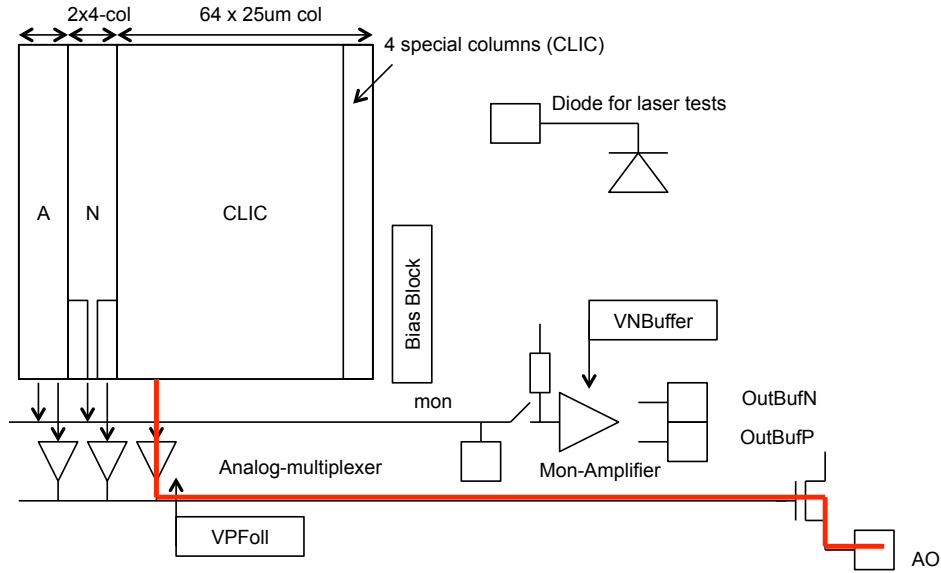 2x4-col
64 x 25um col
4 special columns (CLIC)
Diode for laser tests
A
N
CLIC
Bias Block
VNBuffer
mon
OutBufN
OutBufP
Analog-multiplexer
Mon-Amplifier
VPFoll
AO